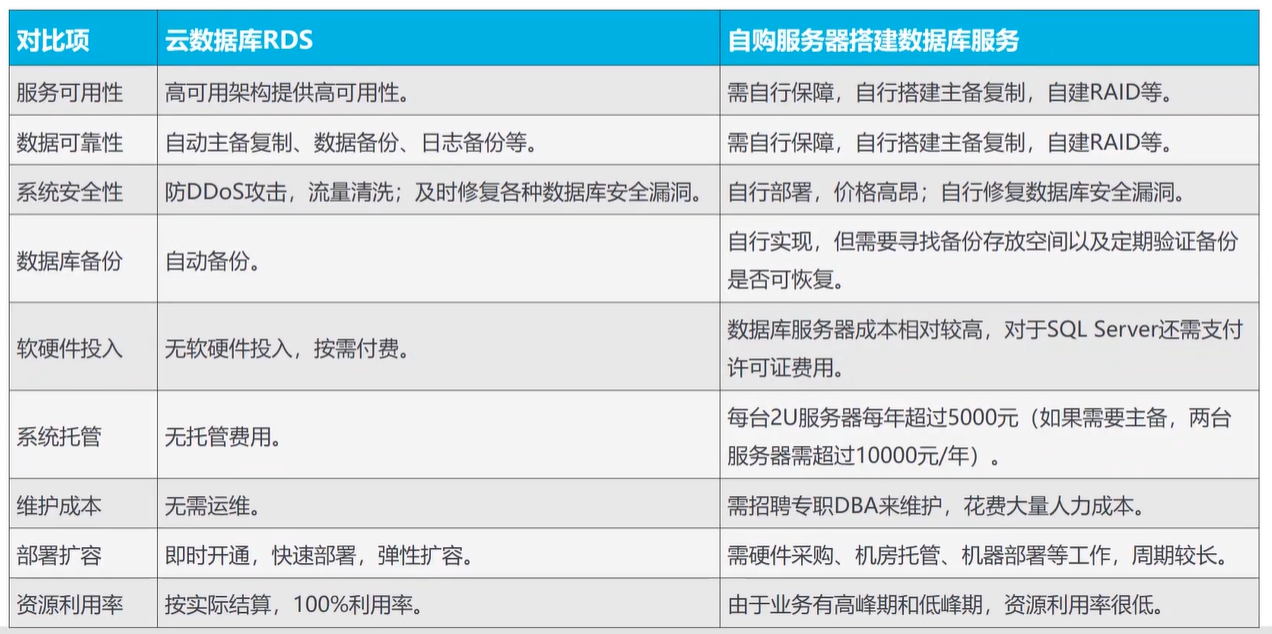 对比项
云数据库RDS
自购服务器搭建数据库服务
服务可用性
高可用架构提供高可用性。
需自行保障，自行搭建主备复制，自建RAID等。
数据可靠性
自动主备复制、数据备份、日志备份等。
需自行保障，自行搭建主备复制，自建RAID等。
系统安全性
防DDoS攻击，流量清洗；及时修复各种数据库安全漏洞。
自行部署，价格高昂；自行修复数据库安全漏洞。
数据库备份
自动备份。
自行实现，但需要寻找备份存放空间以及定期验证备份
是否可恢复。
软硬件投入
无软硬件投入，按需付费。
数据库服务器成本相对较高，对于SQL Server还需支付
许可证费用。
系统托管
无托管费用。
每台2U服务器每年超过5000元（如果需要主备，两台
服务器需超过10000元/年）。
维护成本
无需运维。
需招聘专职DBA来维护，花费大量人力成本。
部署扩容
即时开通，快速部署，弹性扩容。
需硬件采购、机房托管、机器部署等工作，周期较长。
资源利用率
按实际结算，100%利用率。
由于业务有高峰期和低峰期，资源利用率很低。